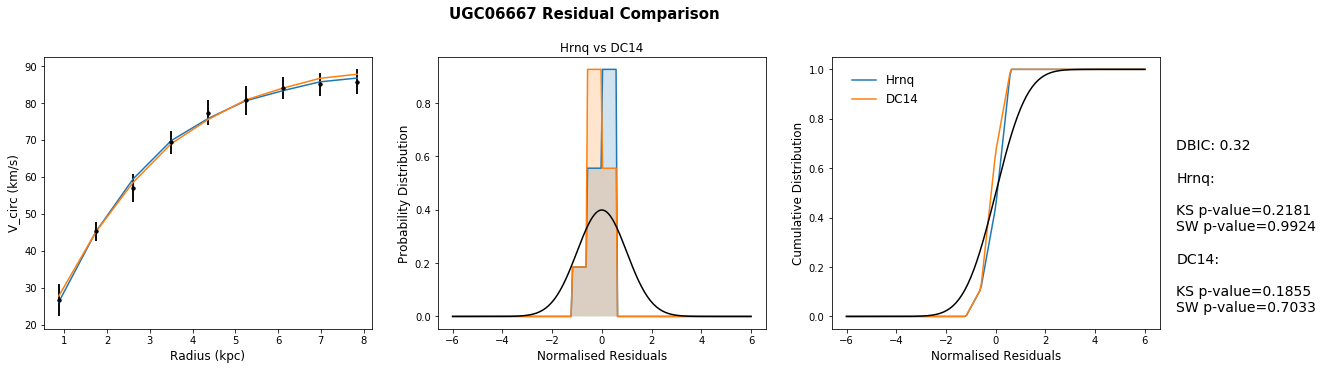 UGC06667 Residual Comparison
V_circ (km/s)
90
80
70
60
50
40
30
20
1 2 3 4 5 6 7 8
Radius (kpc)
Hrnq vs DC14
Probability Distribution
0.8
0.6
0.4
0.2
0.0
−6 −4 −2 0 2 4 6
Normalised Residuals
Cumulative Distribution
1.0
0.8
0.6
0.4
0.2
0.0
Hrnq
DC14
−6 −4 −2 0 2 4 6
Normalised Residuals
DBIC: 0.32
Hrnq:
KS p-value=0.2181
SW p-value=0.9924
DC14:
KS p-value=0.1855
SW p-value=0.7033